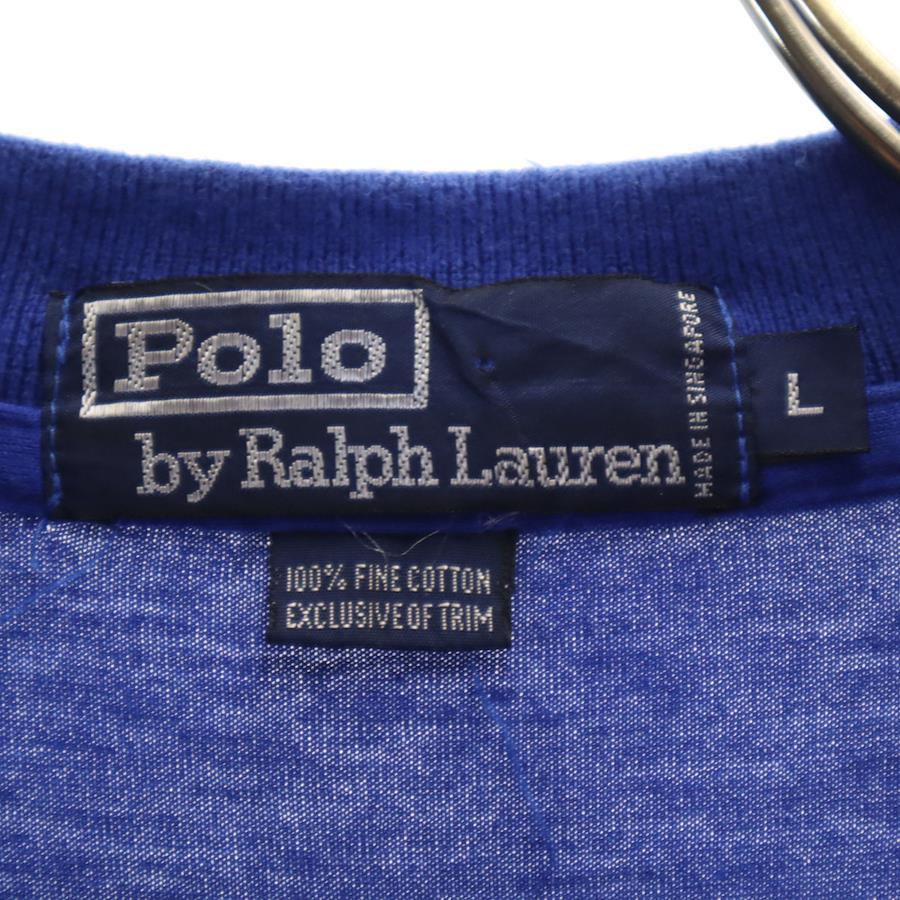 Polo
by Ralph Lauren
MADE IN SINGAPORE
L
100% FINE COTTON
EXCLUSIVE OF TRIM